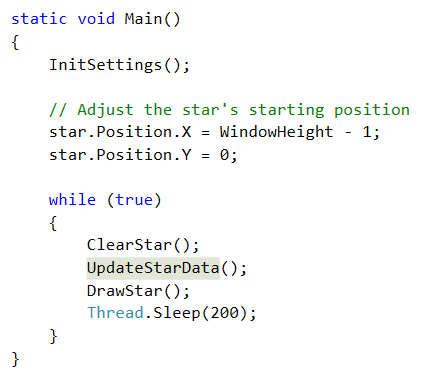 static void Main()
{
    InitSettings();

    // Adjust the star's starting position
    star.Position.X = WindowHeight - 1;
    star.Position.Y = 0;

    while (true)
    {
        ClearStar();
        UpdateStarData();
        DrawStar();
        Thread.Sleep(200);
    }
}